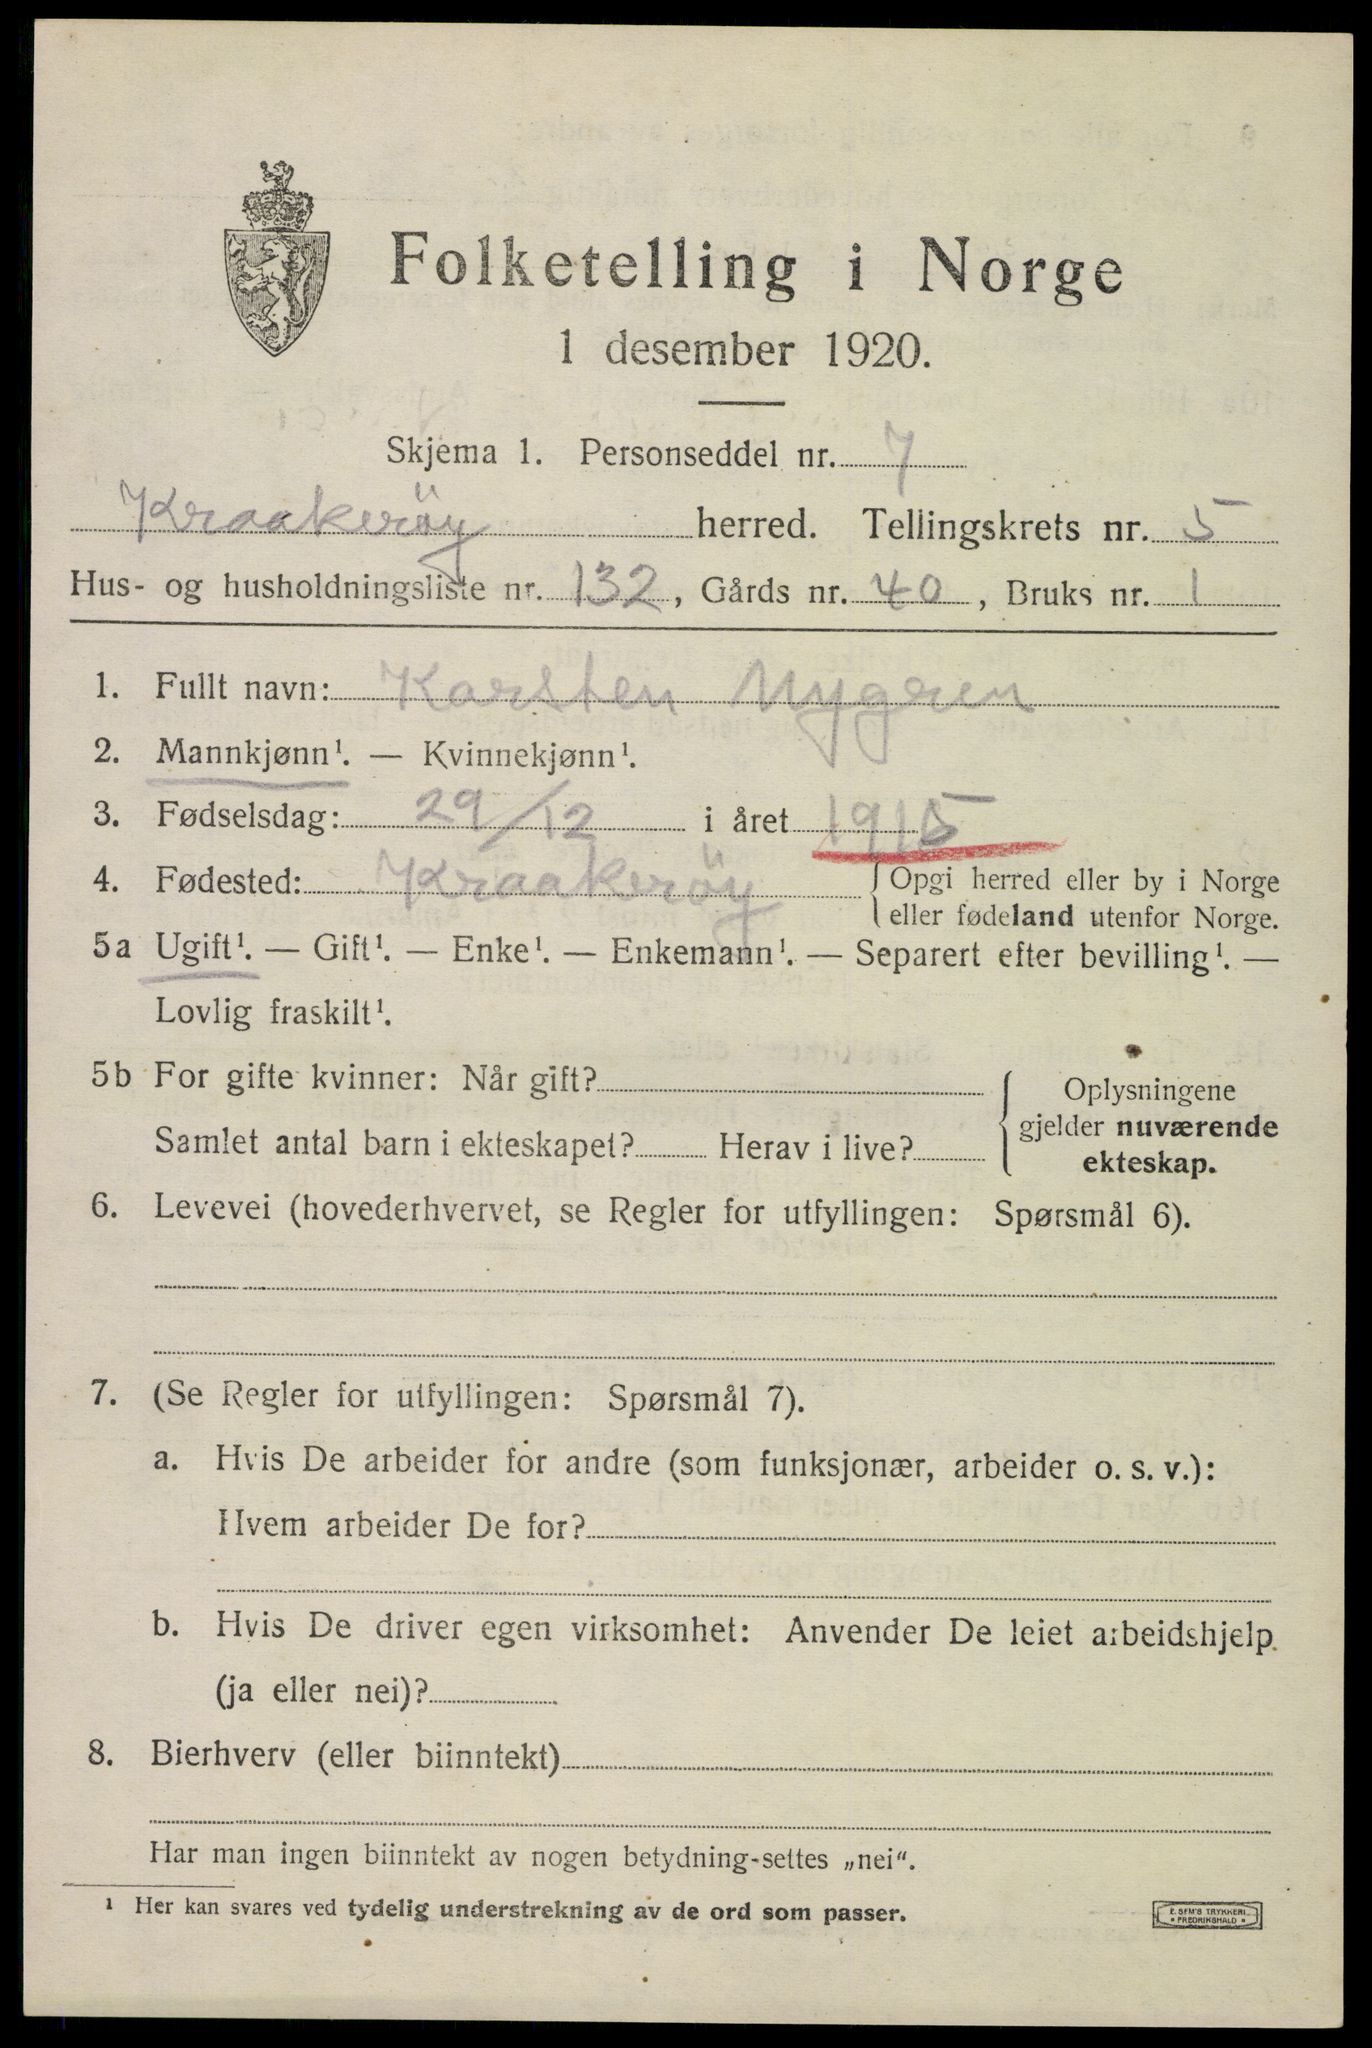 Folketelling i Norge
1 desember 1920.
Skjema 1. Personseddel nr. 7
Kraakeröy herred. Tellingskrets nr. 5
Hus- og husholdningsliste nr. 132, Gårds nr. 40, Bruks nr. 1
1. Fullt navn: Karsten Nygren
2. Mannkjønn¹. — Kvinnekjønn¹.
3. Fødselsdag: 29/12 i året 1915
4. Fødested: Kraakeröy { Opgi herred eller by i Norge
eller fødeland utenfor Norge.
5a Ugift¹. — Gift¹. — Enke¹. — Enkemann¹. — Separert efter bevilling¹. —
Lovlig fraskilt¹.
5b For gifte kvinner: Når gift? Oplysningene
gjelder nuværende
Samlet antal barn i ekteskapet? Herav i live? ekteskap.
6. Levevei (hovederhvervet, se Regler for utfyllingen: Spørsmål 6).
7. (Se Regler for utfyllingen: Spørsmål 7).
a. Hvis De arbeider for andre (som funksjonær, arbeider o. s. v.):
Hvem arbeider De for?
b. Hvis De driver egen virksomhet: Anvender De leiet arbeidshjelp
(ja eller nei)?
8. Bierhverv (eller biinntekt)
Har man ingen biinntekt av nogen betydning-settes „nei".
¹ Her kan svares ved tydelig understrekning av de ord som passer.
E. SEM'S TRYKKERI
FREDRIKSHALD